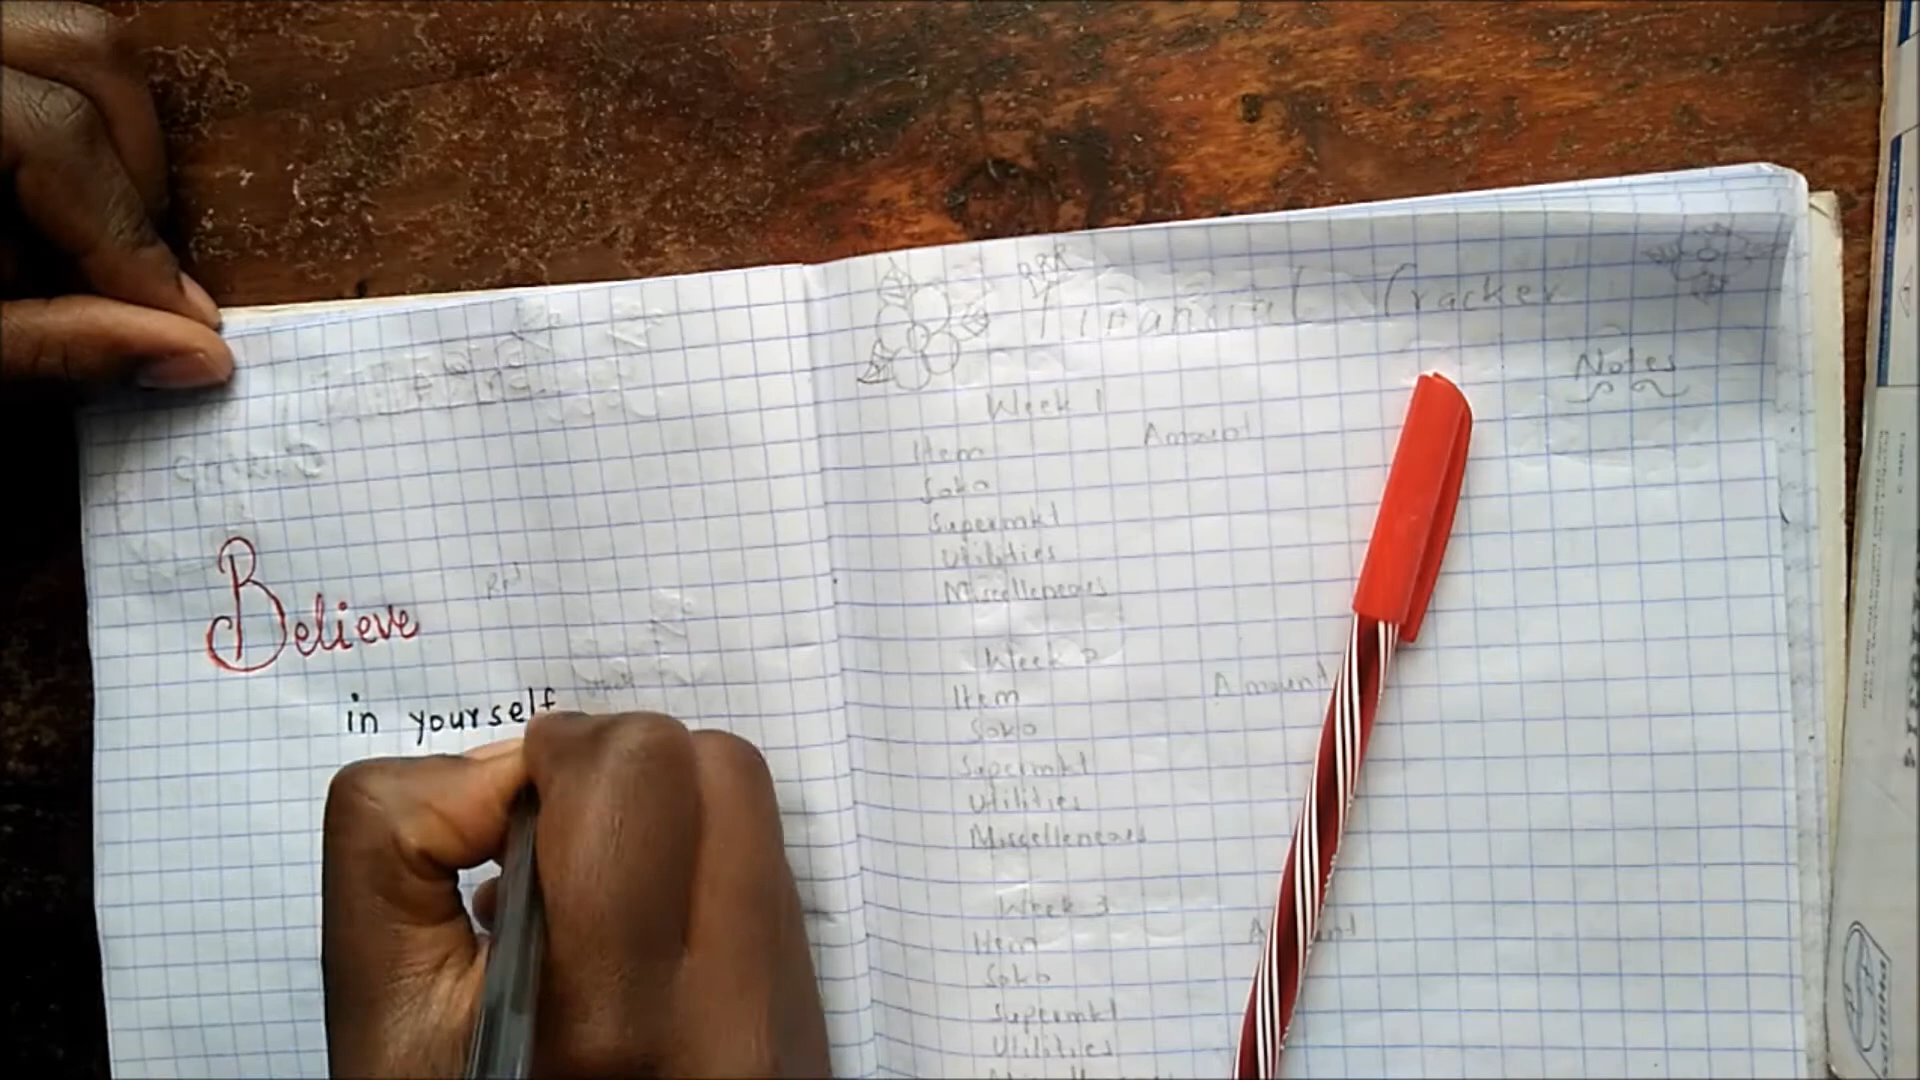 Believe
in yourself
Financial Tracker
Notes
Week 1
Item Amount
Soko
Supermkt
Utilities
Miscelleneous
Week 2
Item Amount
Soko
Supermkt
Utilities
Miscelleneous
Week 3
Item
Soko
Supermkt
Utilities